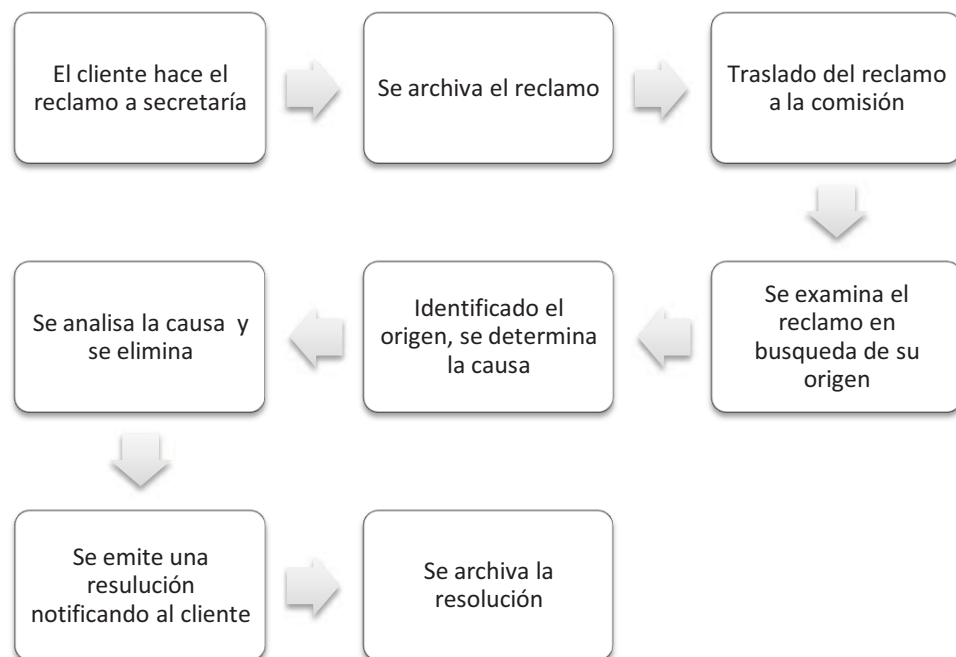 El cliente hace el
reclamo a secretaría
Se archiva el reclamo
Traslado del reclamo
a la comisión
Se examina el
reclamo en
busqueda de su
origen
Identificado el
origen, se determina
la causa
Se analisa la causa y
se elimina
Se emite una
resulución
notificando al cliente
Se archiva la
resolución